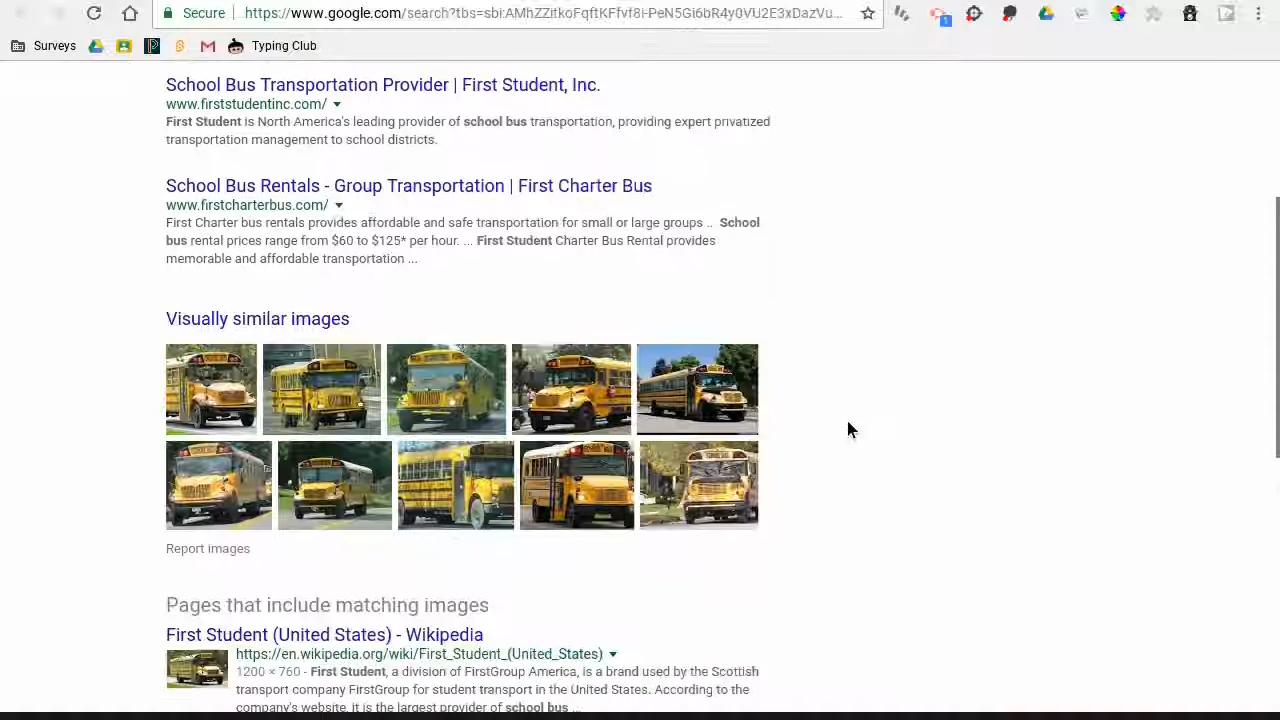 Secure https://www.google.com/search?tbs=sbi:AMhZZitkoFqftKFfvf8i-PeN5Gi6bR4y0VU2E3xDazVu...
Surveys Typing Club
School Bus Transportation Provider | First Student, Inc.
www.firststudentinc.com/
First Student is North America's leading provider of school bus transportation, providing expert privatized
transportation management to school districts.
School Bus Rentals - Group Transportation | First Charter Bus
www.firstcharterbus.com/
First Charter bus rentals provides affordable and safe transportation for small or large groups .. School
bus rental prices range from $60 to $125* per hour. ... First Student Charter Bus Rental provides
memorable and affordable transportation ...
Visually similar images
Report images
Pages that include matching images
First Student (United States) - Wikipedia
https://en.wikipedia.org/wiki/First_Student_(United_States)
1200 × 760 - First Student, a division of FirstGroup America, is a brand used by the Scottish
transport company FirstGroup for student transport in the United States. According to the
company's website, it is the largest provider of school bus ...